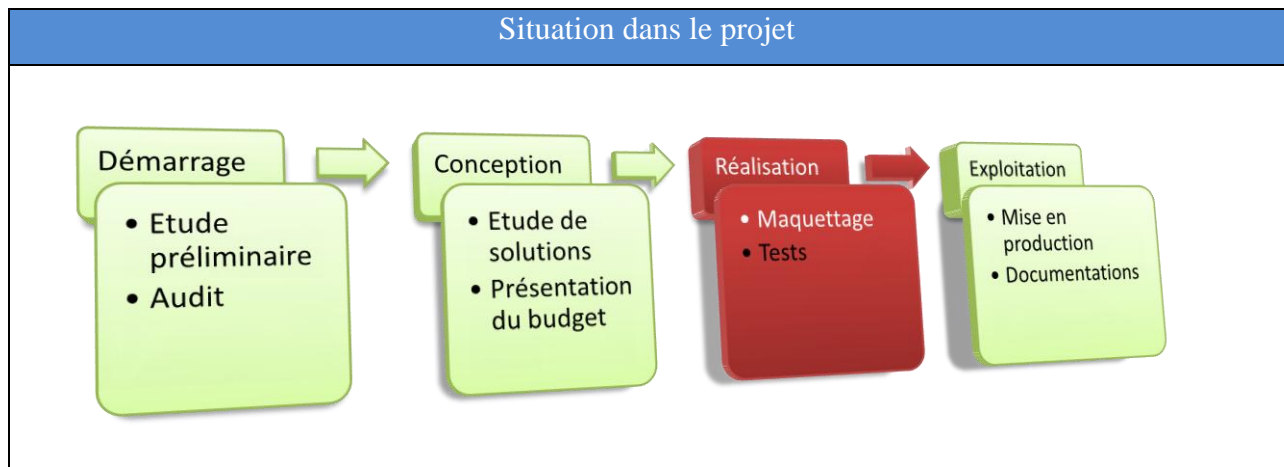 Situation dans le projet
Démarrage
• Etude
préliminaire
• Audit
Conception
• Etude de
solutions
• Présentation
du budget
Réalisation
• Maquettage
• Tests
Exploitation
• Mise en
production
• Documentations